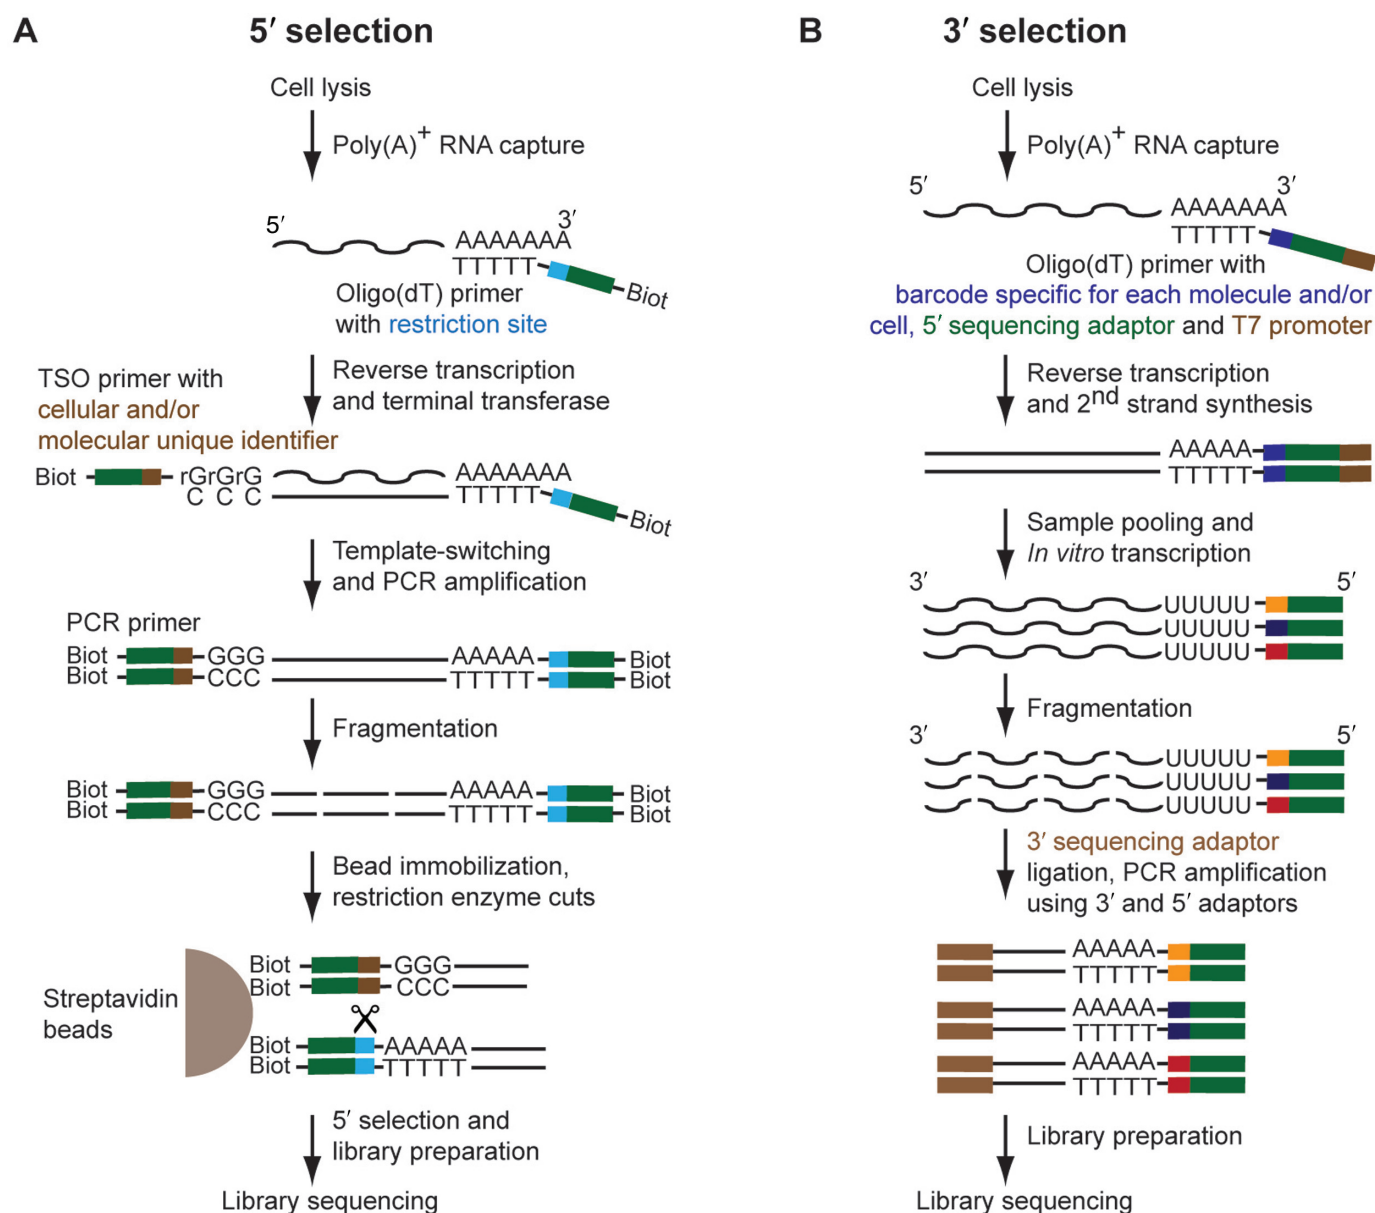 A
5′ selection
Cell lysis
Poly(A)+ RNA capture
5′
3′
AAAAAAA
TTTTT
Biot
Oligo(dT) primer
with restriction site
Reverse transcription
and terminal transferase
TSO primer with
cellular and/or
molecular unique identifier
Biot
rGrGrG
AAAAAAA
C C C
TTTTT
Biot
Template-switching
and PCR amplification
PCR primer
Biot GGG AAAAA Biot
Biot CCC TTTTT Biot
Fragmentation
Biot GGG AAAAA Biot
Biot CCC TTTTT Biot
Bead immobilization,
restriction enzyme cuts
Streptavidin
beads
Biot GGG
Biot CCC
Biot AAAAA
Biot TTTTT
5′ selection and
library preparation
Library sequencing
B
3′ selection
Cell lysis
Poly(A)+ RNA capture
5′
3′
AAAAAAA
TTTTT
Oligo(dT) primer with
barcode specific for each molecule and/or
cell, 5′ sequencing adaptor and T7 promoter
Reverse transcription
and 2nd strand synthesis
AAAAA
TTTTT
Sample pooling and
In vitro transcription
3′
5′
UUUUU
UUUUU
UUUUU
Fragmentation
3′
5′
UUUUU
UUUUU
UUUUU
3′ sequencing adaptor
ligation, PCR amplification
using 3′ and 5′ adaptors
AAAAA
TTTTT
AAAAA
TTTTT
AAAAA
TTTTT
Library preparation
Library sequencing